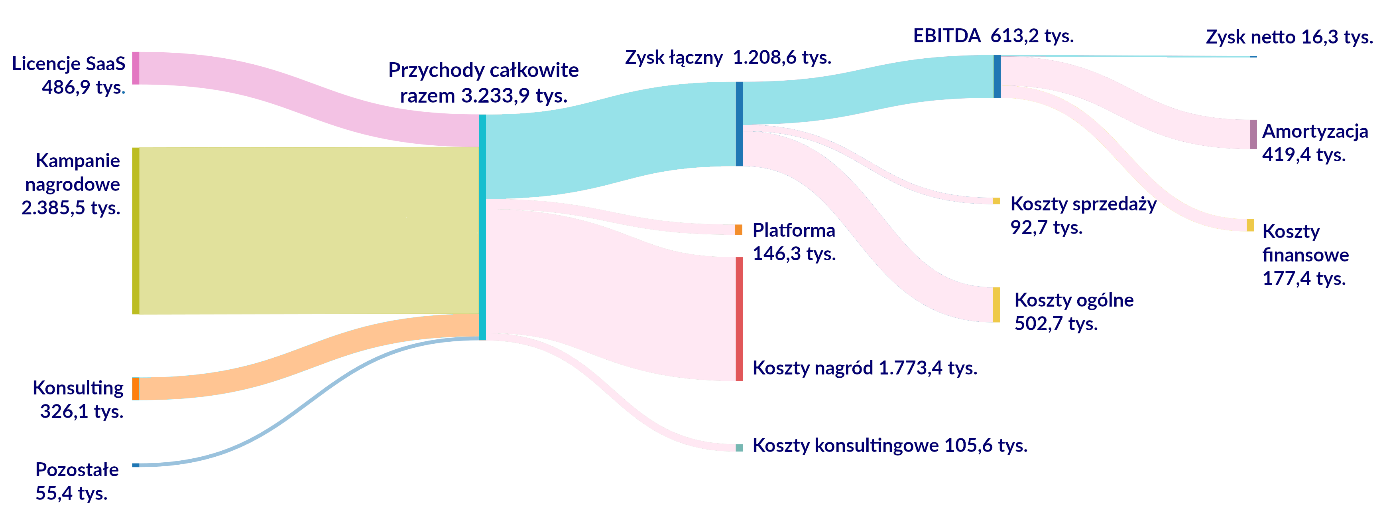 Licencje SaaS
486,9 tys.
Kampanie
nagrodowe
2.385,5 tys.
Konsulting
326,1 tys.
Pozostałe
55,4 tys.
Przychody całkowite
razem 3.233,9 tys.
Zysk łączny 1.208,6 tys.
Platforma
146,3 tys.
Koszty nagród 1.773,4 tys.
Koszty konsultingowe 105,6 tys.
EBITDA 613,2 tys.
Koszty sprzedaży
92,7 tys.
Koszty ogólne
502,7 tys.
Zysk netto 16,3 tys.
Amortyzacja
419,4 tys.
Koszty
finansowe
177,4 tys.